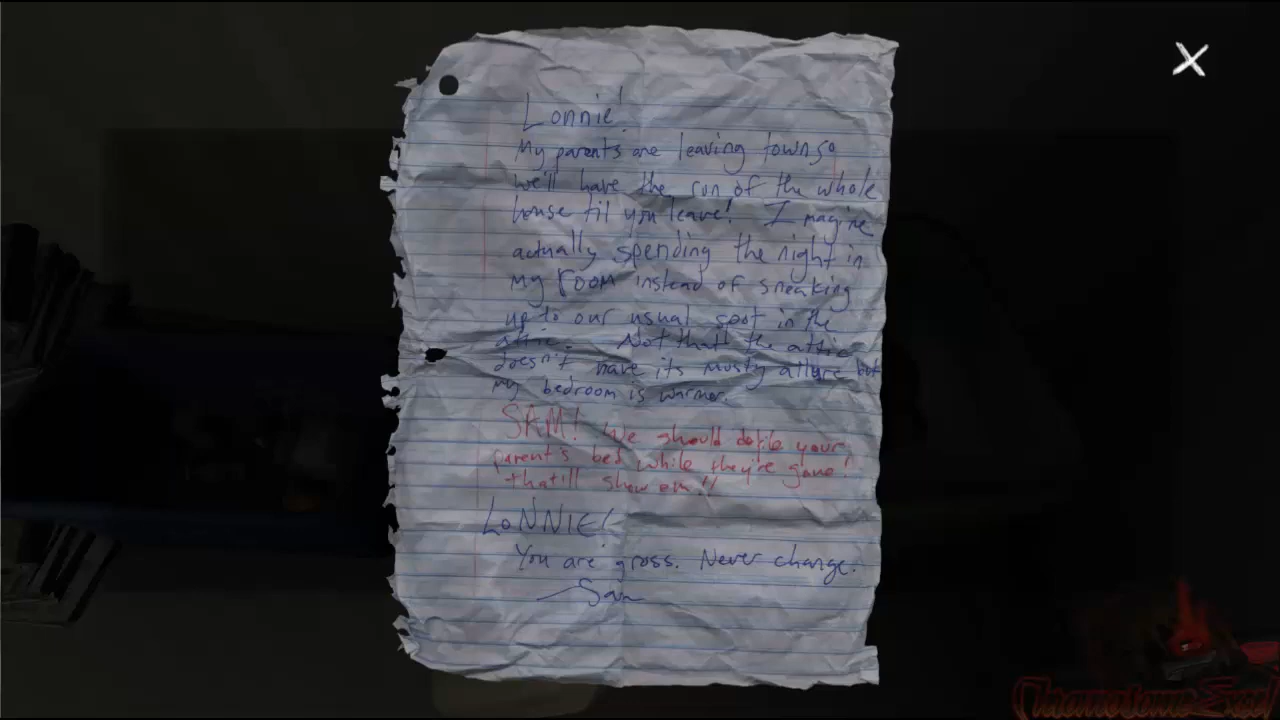 Lonnie!
My parents are leaving town so
we'll have the run of the whole
house til you leave! Imagine
actually spending the night in
my room instead of sneaking
up to our usual spot in the
attic. Not that the attic
doesn't have its musty allure but
my bedroom is warmer.
SAM! We should defile your
parent's bed while they're gone!
that'll show em!!
LONNIE!
You are gross. Never change.
—Sam